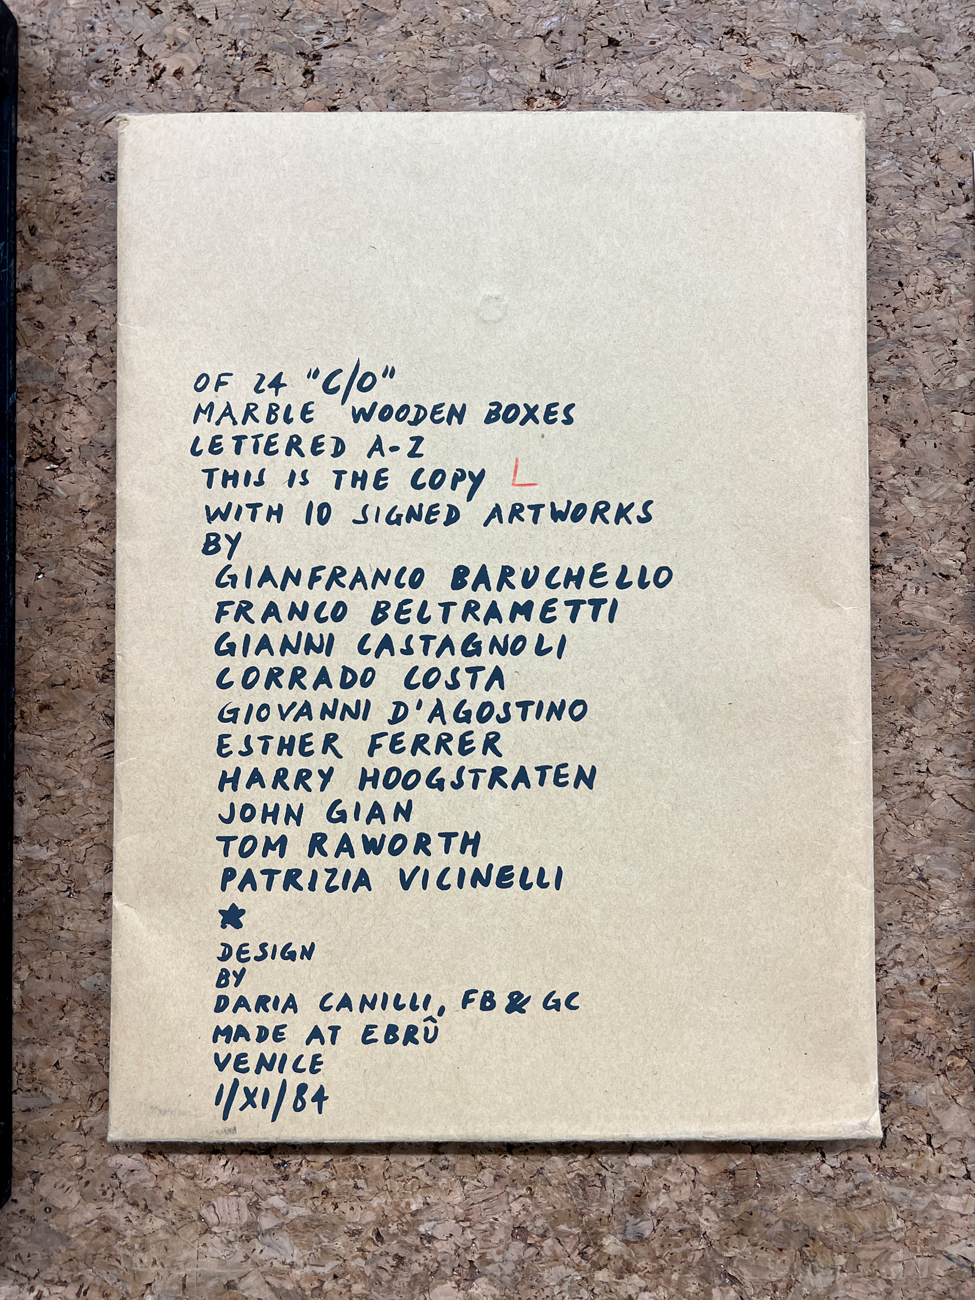 OF 24 "C/O"
MARBLE WOODEN BOXES
LETTERED A-Z
THIS IS THE COPY L
WITH 10 SIGNED ARTWORKS
BY
GIANFRANCO BARUCHELLO
FRANCO BELTRAMETTI
GIANNI CASTAGNOLI
CORRADO COSTA
GIOVANNI D'AGOSTINO
ESTHER FERRER
HARRY HOOGSTRATEN
JOHN GIAN
TOM RAWORTH
PATRIZIA VICINELLI
★
DESIGN
BY
DARIA CANILLI, FB & GC
MADE AT EBRÛ
VENICE
1/XI/84